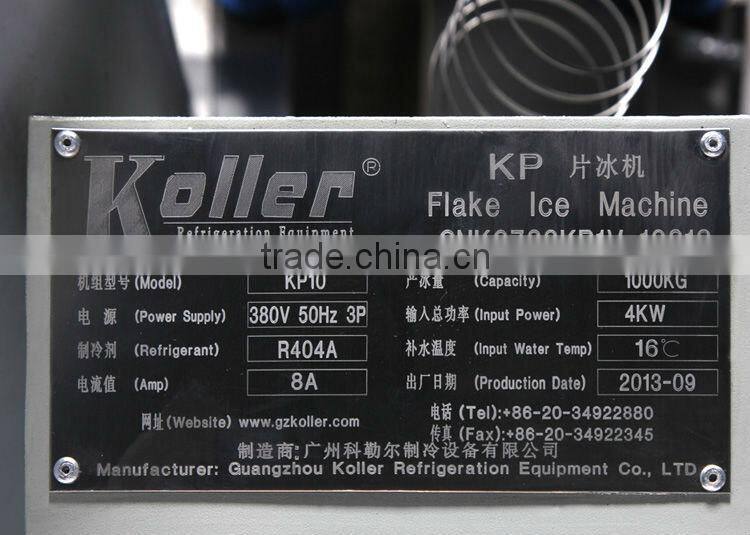 Koller® KP 片冰机
Refrigeration Equipment Flake Ice Machine
trade.china.cn
机组型号 (Model) KP10 产冰量 (Capacity) 1000KG
电 源 (Power Supply) 380V 50Hz 3P 输入总功率 (Input Power) 4KW
制冷剂 (Refrigerant) R404A 补水温度 (Input Water Temp) 16℃
电流值 (Amp) 8A 出厂日期 (Production Date) 2013-09
网址(Website) www.gzkoller.com 电话 (Tel):+86-20-34922880
传真 (Fax):+86-20-34922345
制造商:广州科勒尔制冷设备有限公司
Manufacturer: Guangzhou Koller Refrigeration Equipment Co., LTD